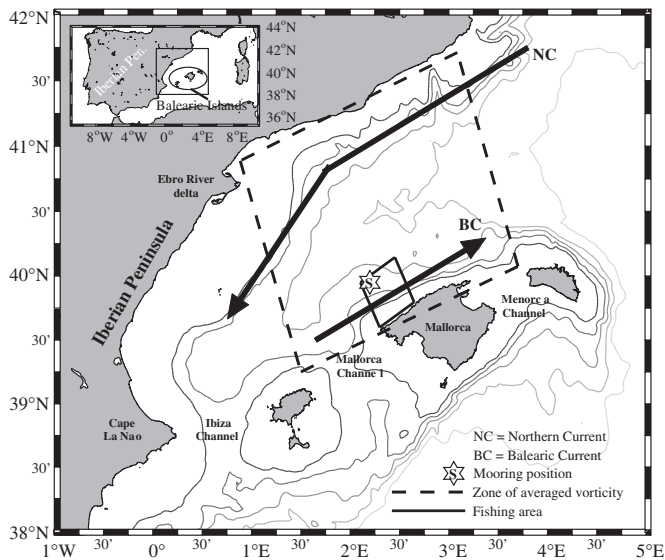 42°N
30'
41°N
30'
40°N
30'
39°N
30'
38°N
1°W
30'
0°
30'
1°E
30'
2°E
30'
3°E
30'
4°E
30'
5°E
44°N
42°N
40°N
38°N
36°N
8°W
4°W
0°
4°E
8°E
Iberian Pen.
Balearic Islands
NC
Ebro River
delta
Iberian Peninsula
BC
S
Menorc a
Channel
Mallorca
Mallorca
Channe l
Ibiza
Channel
Cape
La Nao
NC = Northern Current
BC = Balearic Current
S Mooring position
Zone of averaged vorticity
Fishing area